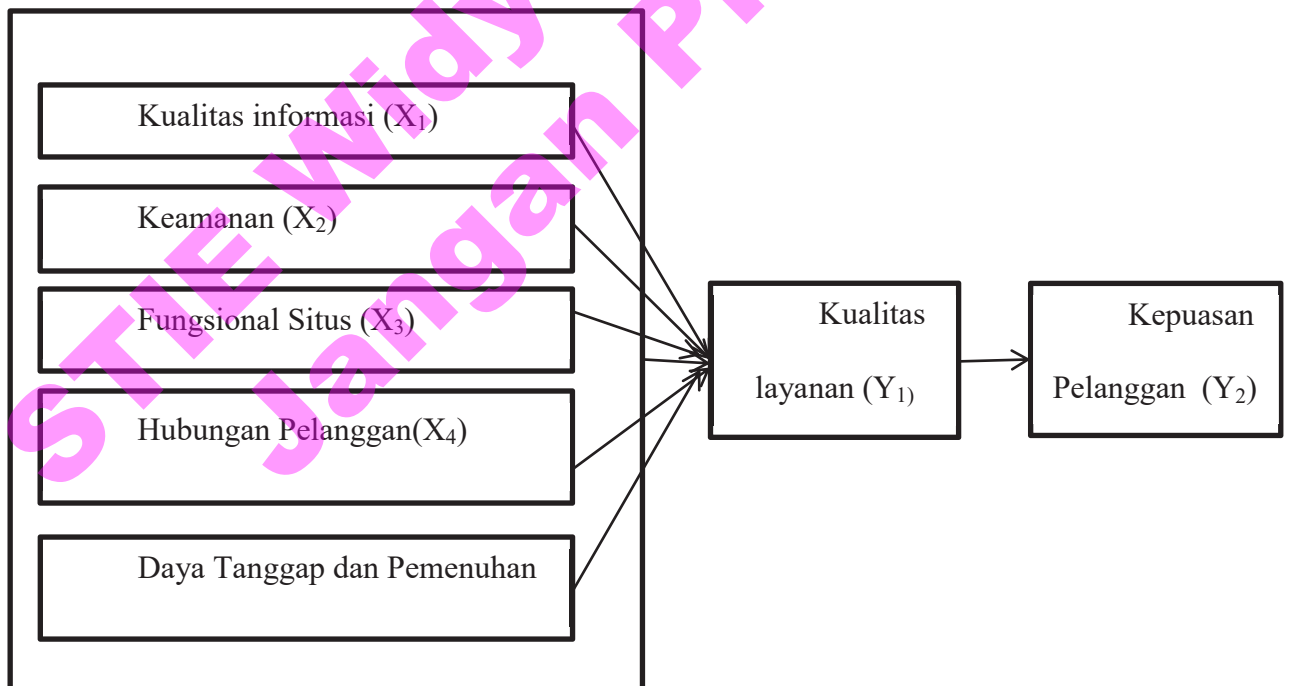 Kualitas informasi (X₁)
Keamanan (X₂)
Fungsional Situs (X₃)
Hubungan Pelanggan(X₄)
Daya Tanggap dan Pemenuhan
Kualitas
layanan (Y₁₎
Kepuasan
Pelanggan (Y₂)
STIE Widy
Jangan P